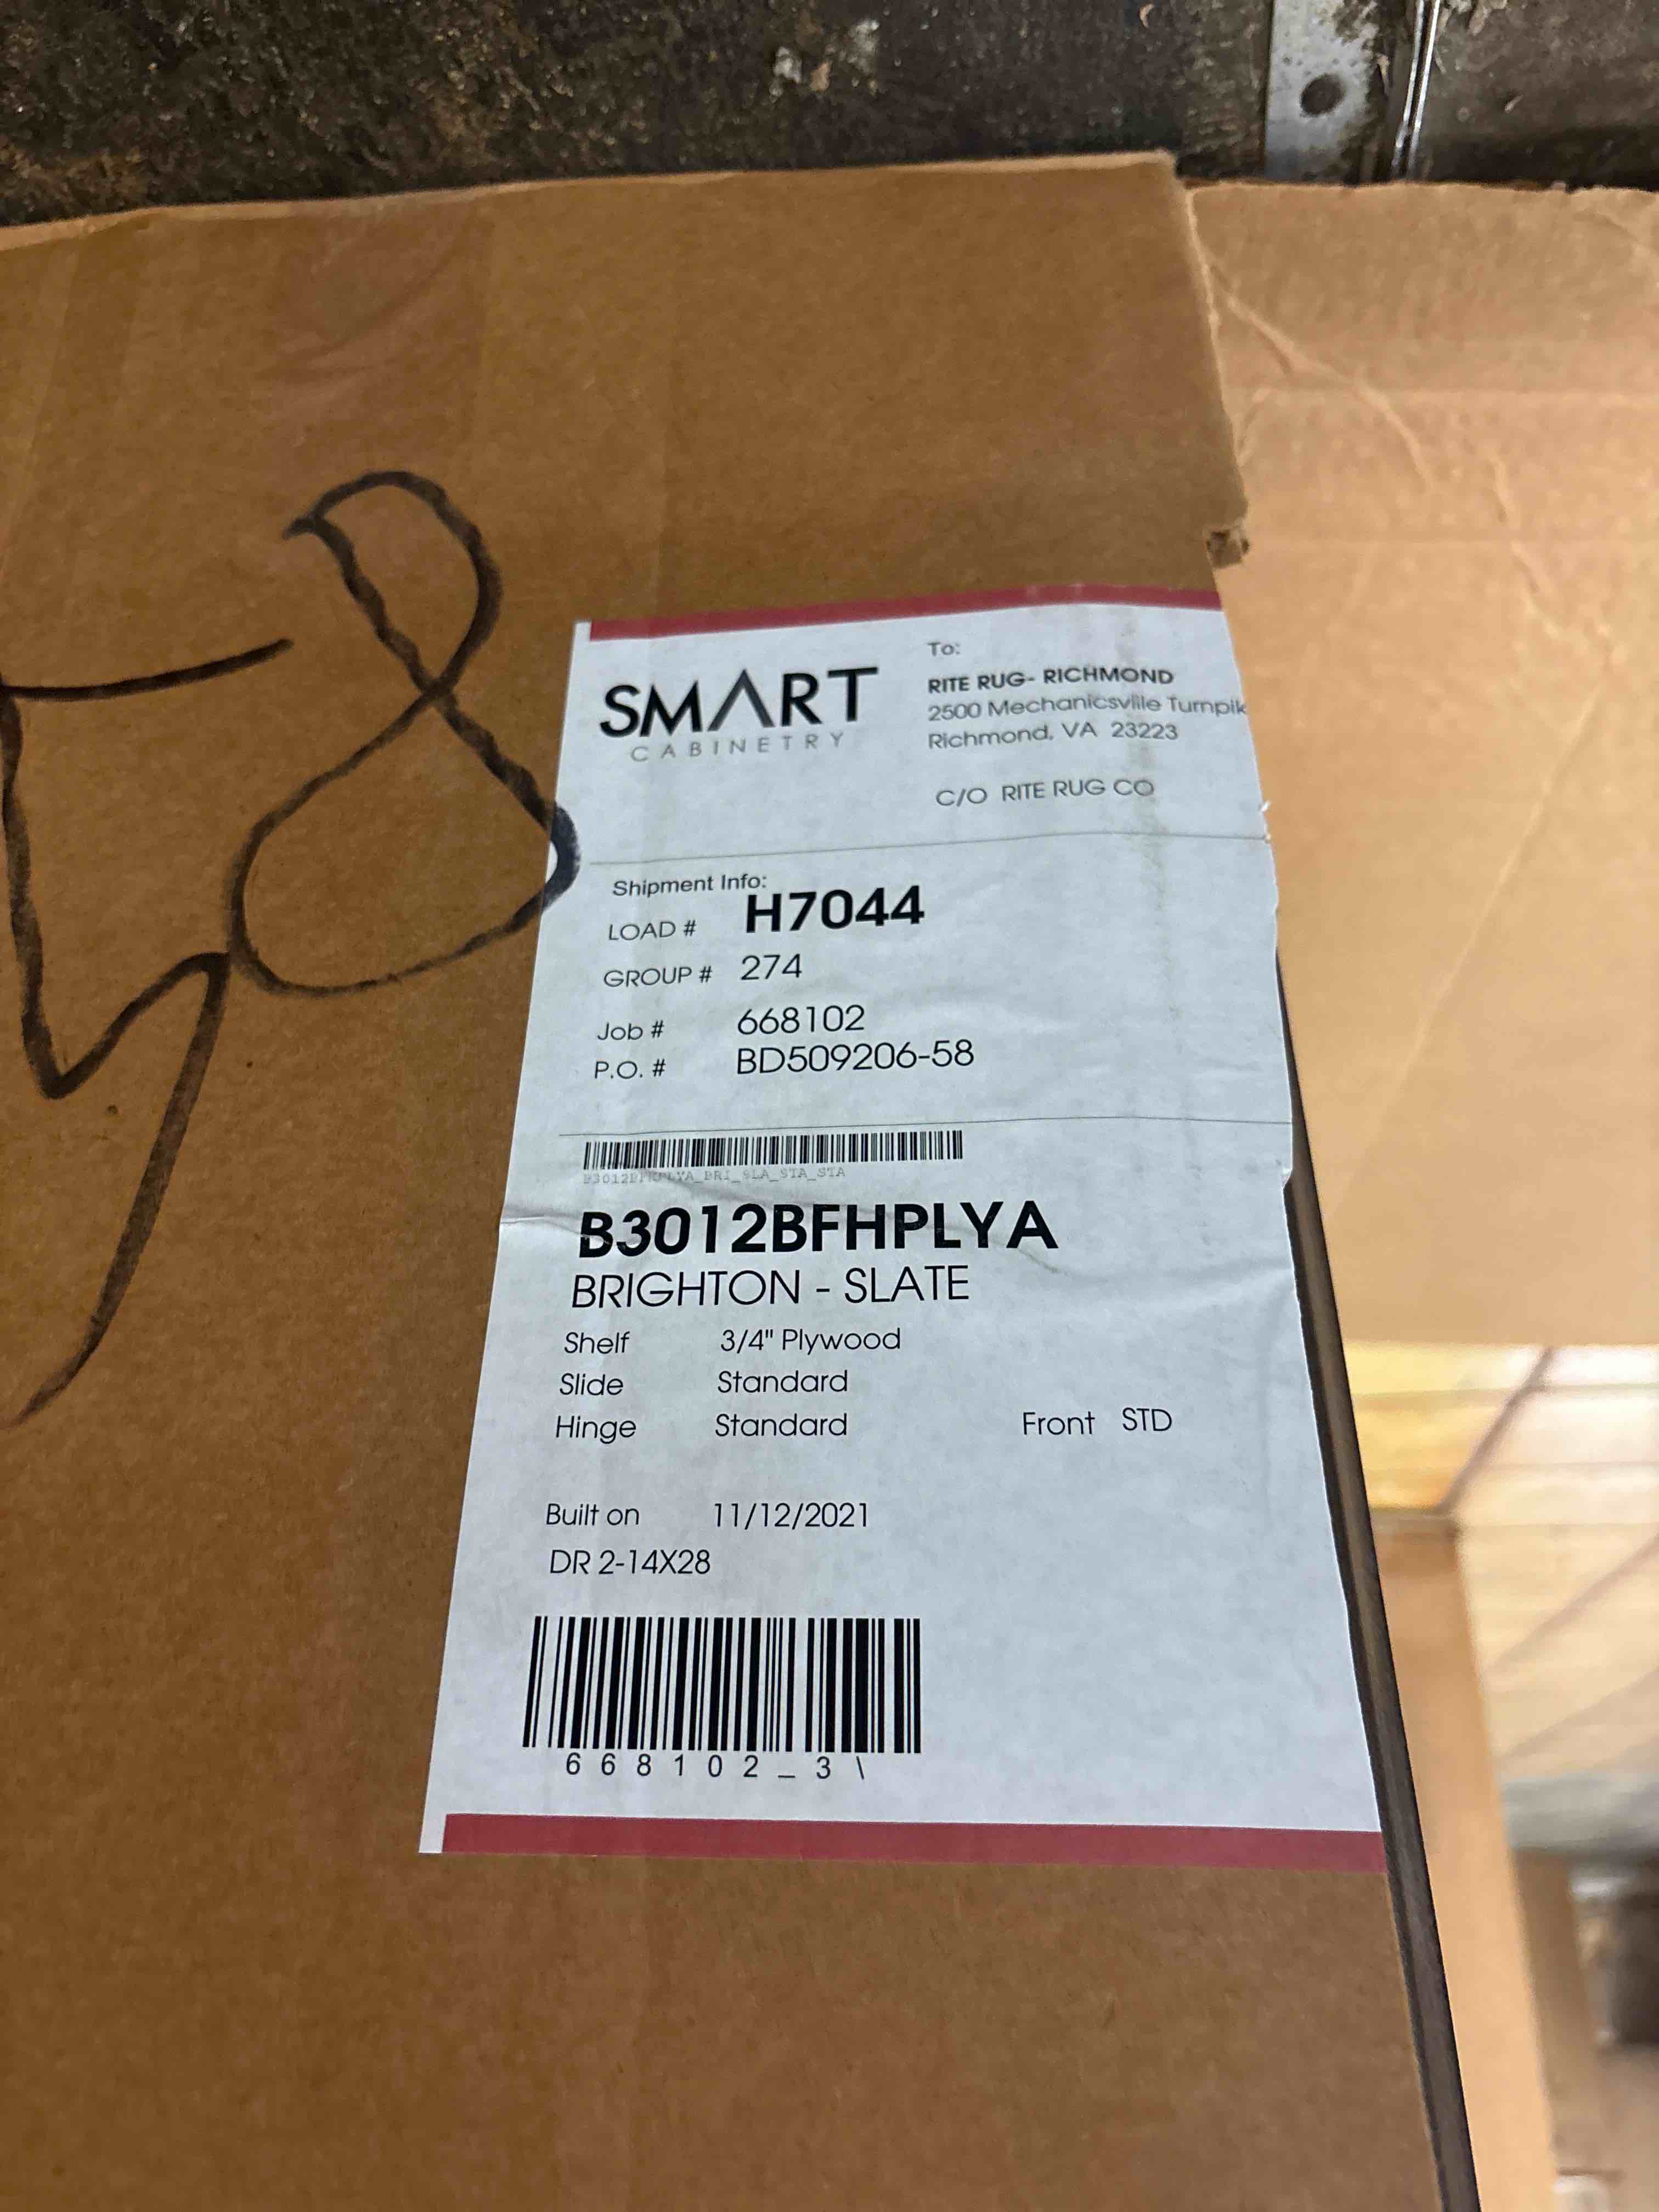 58
SMART
CABINETRY
To:
RITE RUG- RICHMOND
2500 Mechanicsville Turnpik
Richmond, VA 23223
C/O RITE RUG CO
Shipment Info:
LOAD # H7044
GROUP # 274
Job # 668102
P.O. # BD509206-58
B3012BFHPLYA_BRI_SLA_STA_STA
B3012BFHPLYA
BRIGHTON - SLATE
Shelf 3/4" Plywood
Slide Standard
Hinge Standard Front STD
Built on 11/12/2021
DR 2-14X28
668102_3\